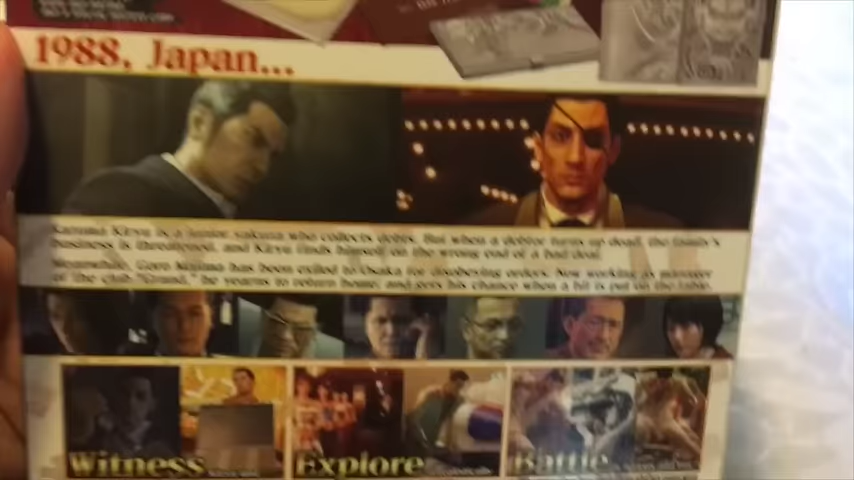 1988, Japan...
Kazuma Kiryu is a junior yakuza who collects debts. But when a debtor turns up dead, the family's
business is threatened, and Kiryu finds himself on the wrong end of a bad deal.
Meanwhile, Goro Majima has been exiled to Osaka for disobeying orders. Now working as manager
of the club "Grand," he yearns to return home, and gets his chance when a hit is put on the table.
Witness
Explore
Battle